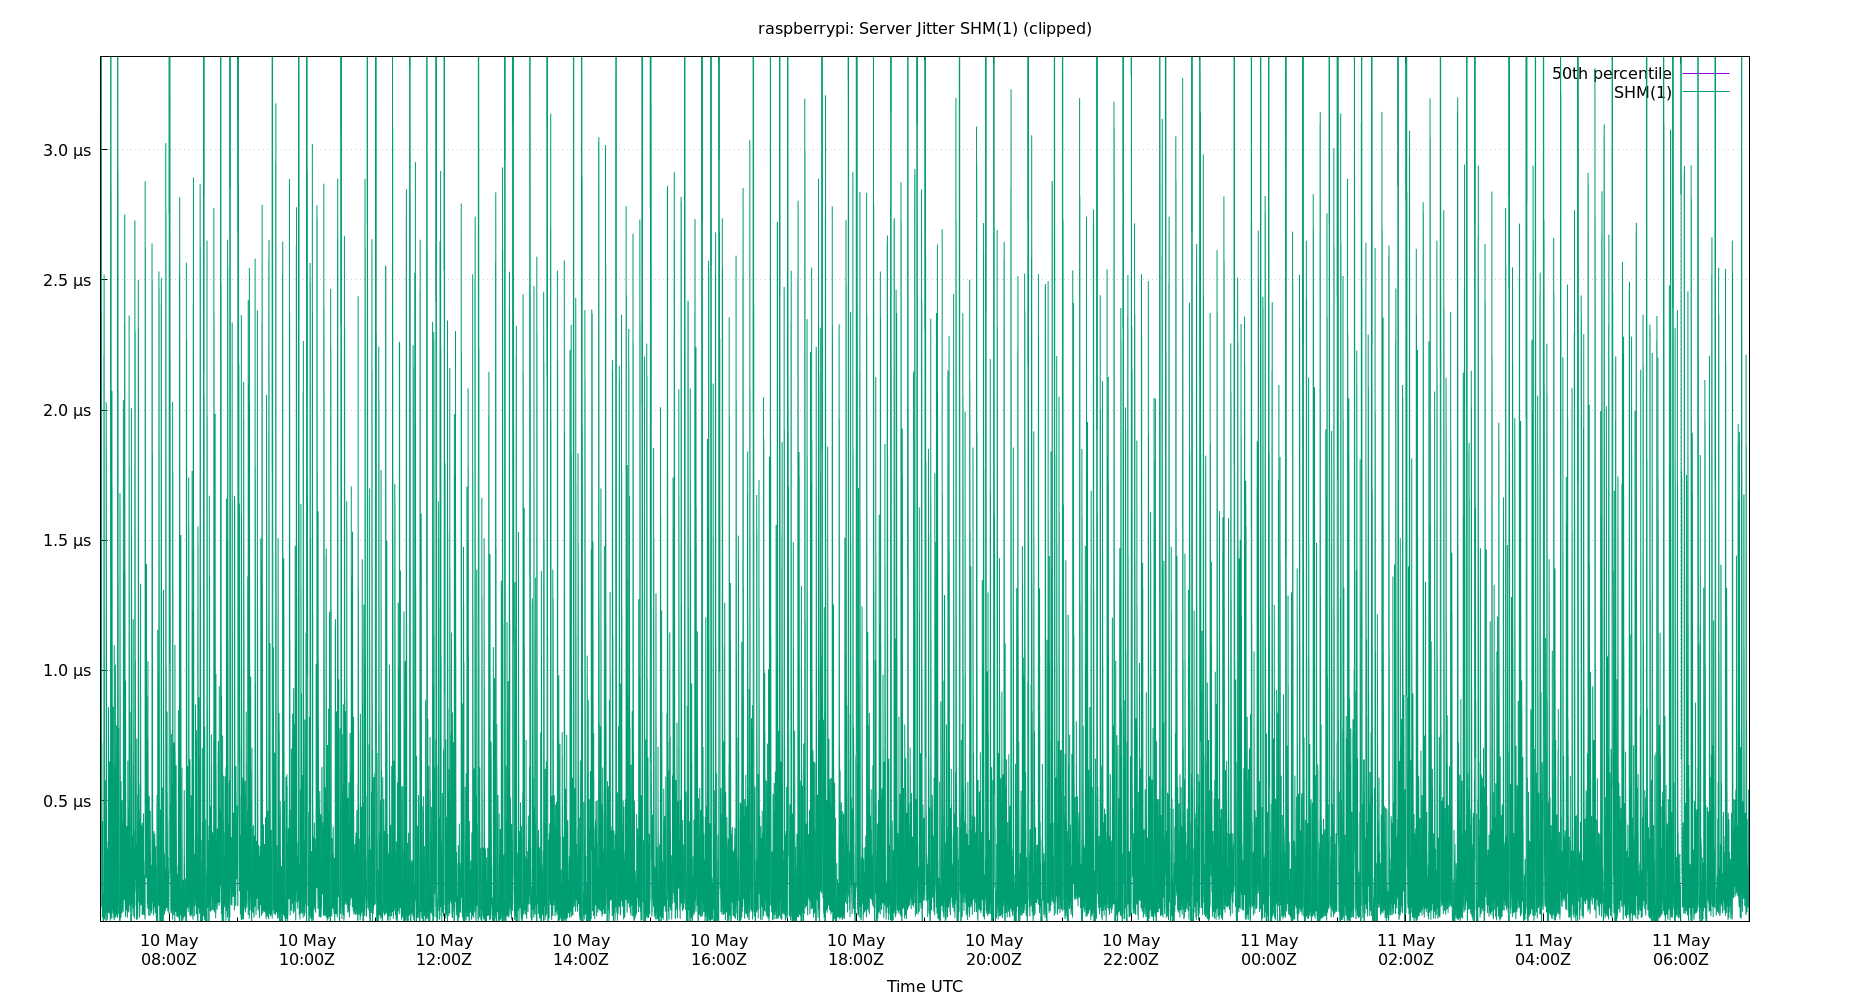 raspberrypi: Server Jitter SHM(1) (clipped)
50th percentile
SHM(1)
3.0 µs
2.5 µs
2.0 µs
1.5 µs
1.0 µs
0.5 µs
10 May 10 May 10 May 10 May 10 May 10 May 10 May 10 May 11 May 11 May 11 May 11 May
08:00Z 10:00Z 12:00Z 14:00Z 16:00Z 18:00Z 20:00Z 22:00Z 00:00Z 02:00Z 04:00Z 06:00Z
Time UTC